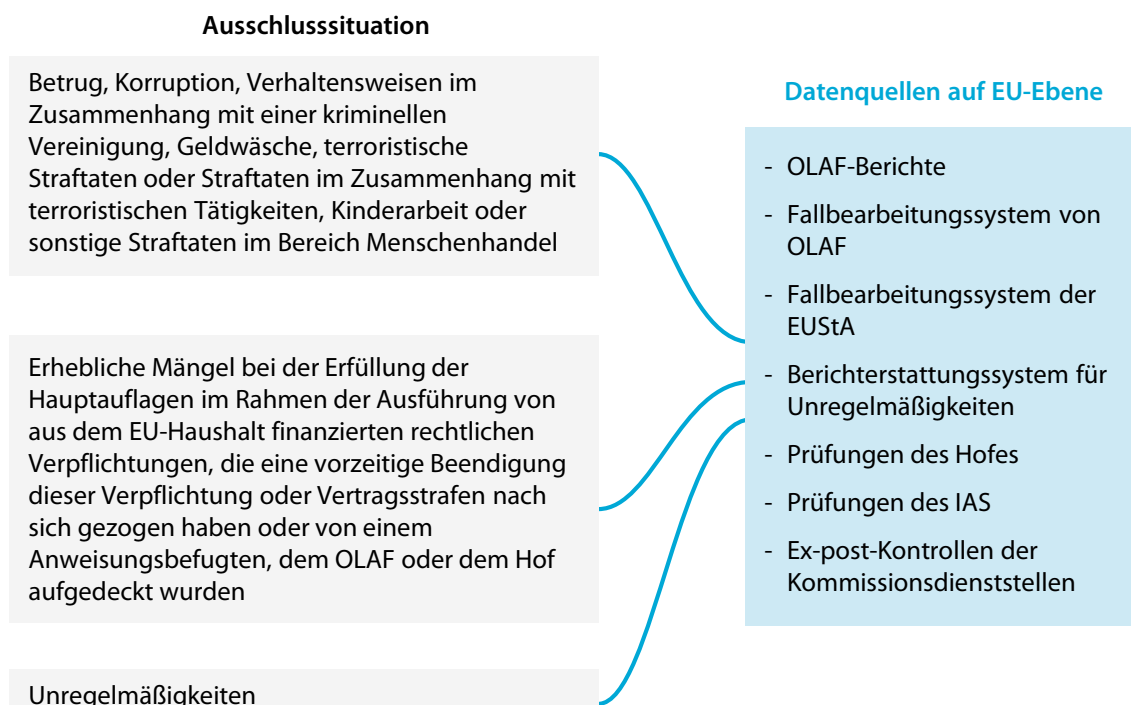 Ausschlusssituation
Betrug, Korruption, Verhaltensweisen im
Zusammenhang mit einer kriminellen
Vereinigung, Geldwäsche, terroristische
Straftaten oder Straftaten im Zusammenhang mit
terroristischen Tätigkeiten, Kinderarbeit oder
sonstige Straftaten im Bereich Menschenhandel
Erhebliche Mängel bei der Erfüllung der
Hauptauflagen im Rahmen der Ausführung von
aus dem EU-Haushalt finanzierten rechtlichen
Verpflichtungen, die eine vorzeitige Beendigung
dieser Verpflichtung oder Vertragsstrafen nach
sich gezogen haben oder von einem
Anweisungsbefugten, dem OLAF oder dem Hof
aufgedeckt wurden
Unregelmäßigkeiten
Datenquellen auf EU-Ebene
- OLAF-Berichte
- Fallbearbeitungssystem von
OLAF
- Fallbearbeitungssystem der
EUStA
- Berichterstattungssystem für
Unregelmäßigkeiten
- Prüfungen des Hofes
- Prüfungen des IAS
- Ex-post-Kontrollen der
Kommissionsdienststellen